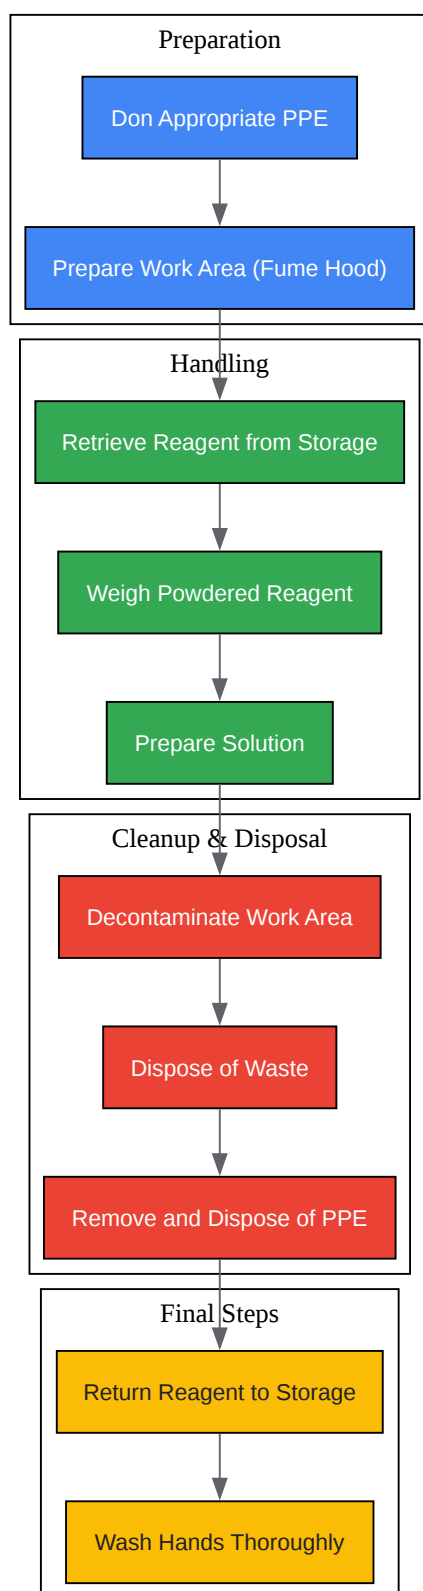 Preparation
Don Appropriate PPE
Prepare Work Area (Fume Hood)
Handling
Retrieve Reagent from Storage
Weigh Powdered Reagent
Prepare Solution
Cleanup & Disposal
Decontaminate Work Area
Dispose of Waste
Remove and Dispose of PPE
Final Steps
Return Reagent to Storage
Wash Hands Thoroughly